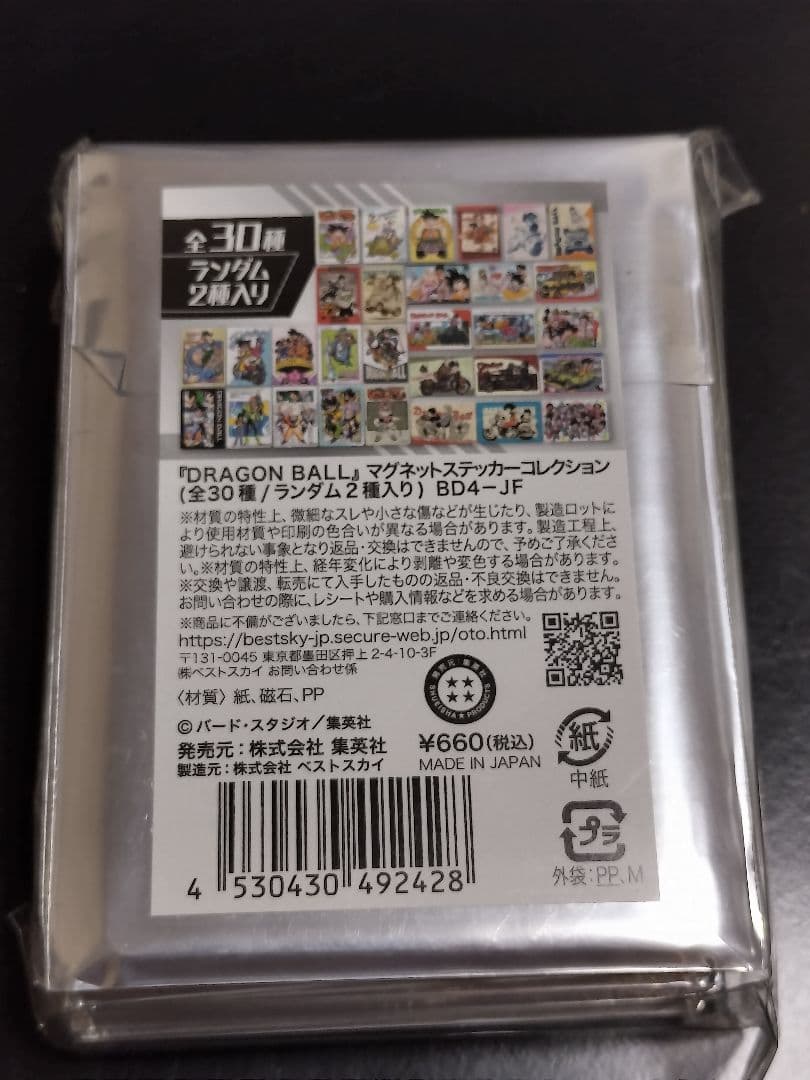 全30種
ランダム
2種入り
『DRAGON BALL』マグネットステッカーコレクション
(全30種/ランダム2種入り) BD4-JF
※材質の特性上、微細なスレや小さな傷などが生じたり、製造ロットに
より使用材質や印刷の色合いが異なる場合があります。製造工程上、
避けられない事象となり返品・交換はできませんので、予めご了承くださ
い。※材質の特性上、経年変化により剥離や変色する場合があります。
※交換や譲渡、転売にて入手したものの返品・不良交換はできません。
お問い合わせの際に、レシートや購入情報などを求める場合があります。
※商品に不備がございましたら、下記窓口までご連絡ください。
https://bestsky-jp.secure-web.jp/oto.html
〒131-0045 東京都墨田区押上 2-4-10-3F
㈱ベストスカイ お問い合わせ係
〈材質〉紙、磁石、PP
発売元:集英社
SHUEISHA★PRODUCTS
©バード・スタジオ/集英社
発売元:株式会社 集英社
¥660(税込)
製造元:株式会社 ベストスカイ
MADE IN JAPAN
紙
中紙
プラ
外袋:PP、M
4 530430 492428